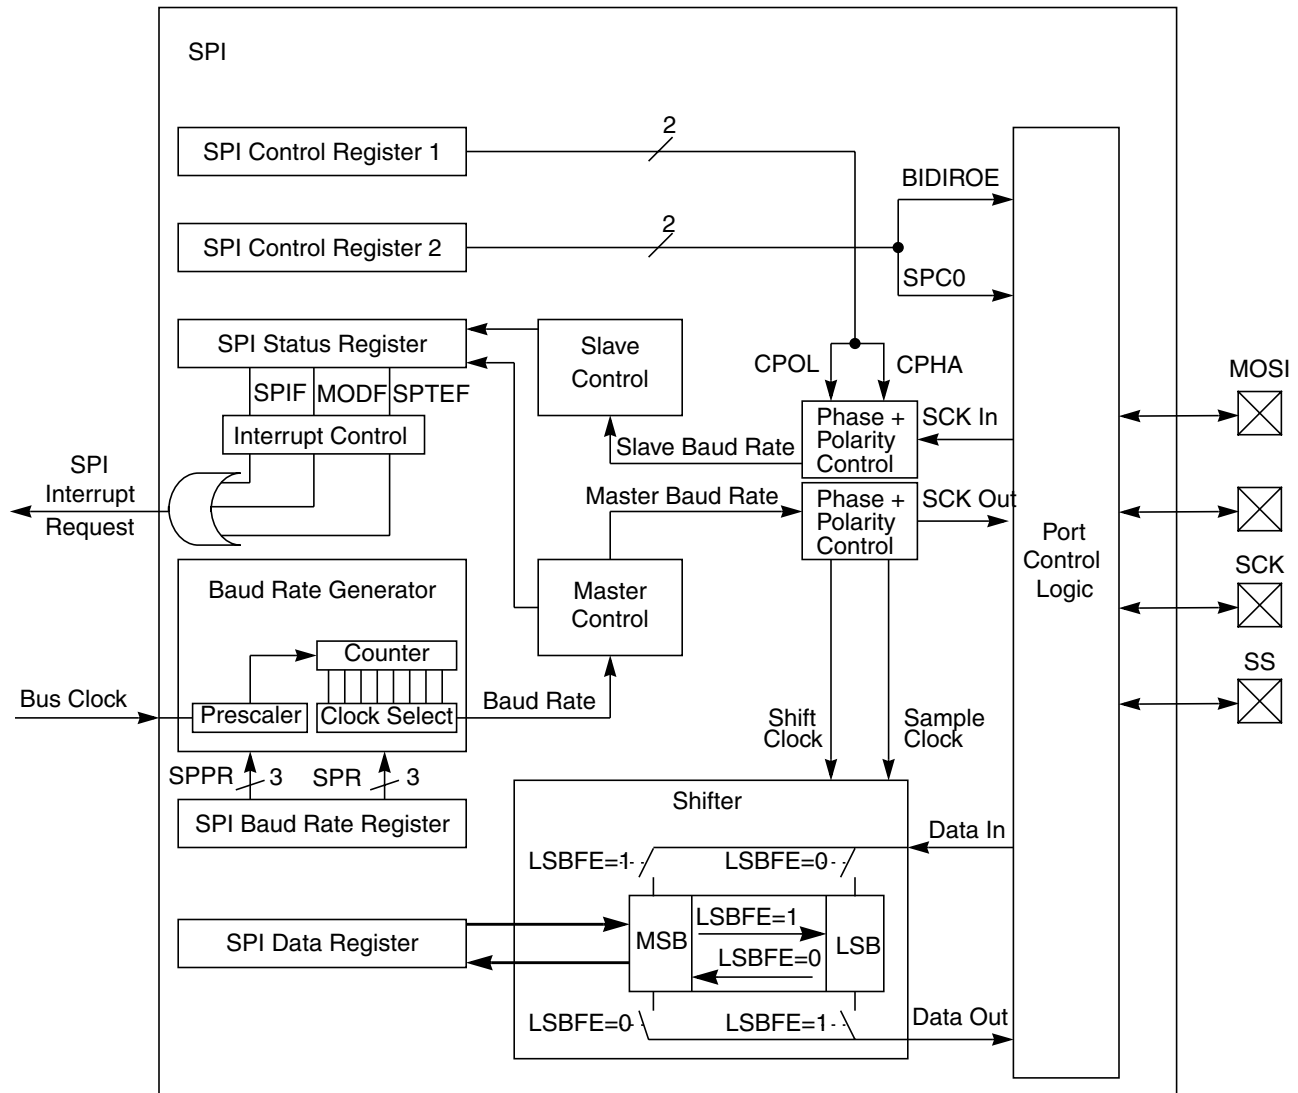 SPI
SPI Control Register 1
2
BIDIROE
SPI Control Register 2
2
SPC0
SPI Status Register
Slave
Control
CPOL
CPHA
MOSI
SPIF
MODF
SPTEF
Interrupt Control
Phase +
Polarity
Control
SCK In
Slave Baud Rate
SPI
Interrupt
Request
Master Baud Rate
Phase +
Polarity
Control
SCK Out
Port
Control
Logic
SCK
Baud Rate Generator
Master
Control
Counter
SS
Bus Clock
Prescaler
Clock Select
Baud Rate
Shift
Clock
Sample
Clock
SPPR
3
SPR
3
SPI Baud Rate Register
Shifter
Data In
LSBFE=1
LSBFE=0
SPI Data Register
MSB
LSBFE=1
LSBFE=0
LSB
LSBFE=0
LSBFE=1
Data Out